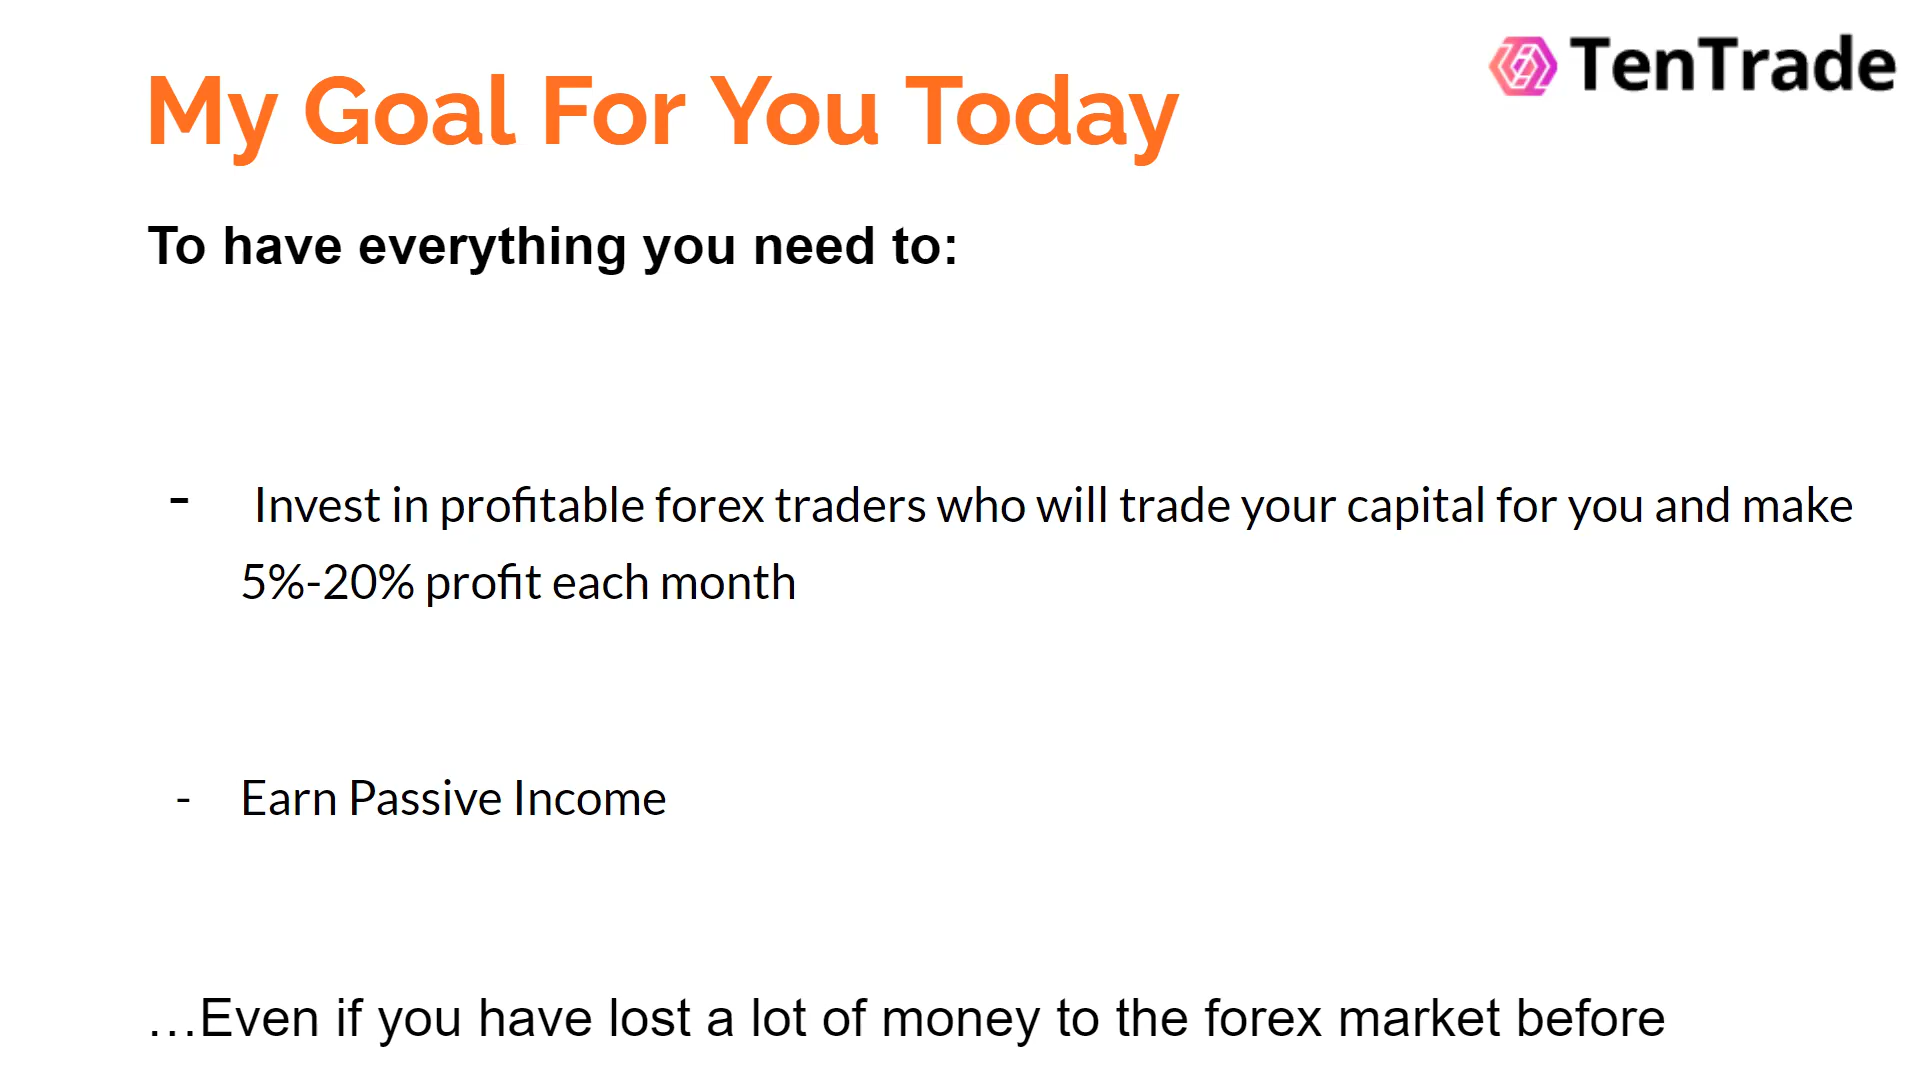 TenTrade
My Goal For You Today
To have everything you need to:
- Invest in profitable forex traders who will trade your capital for you and make
5%-20% profit each month
- Earn Passive Income
…Even if you have lost a lot of money to the forex market before